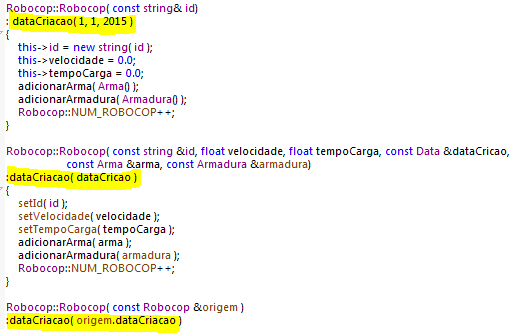 Robocop::Robocop( const string& id)
: dataCriacao( 1, 1, 2015 )
{
this->id = new string( id );
this->velocidade = 0.0;
this->tempoCarga = 0.0;
adicionarArma( Arma() );
adicionarArmadura( Armadura() );
Robocop::NUM_ROBOCOP++;
}
Robocop::Robocop( const string &id, float velocidade, float tempoCarga, const Data &dataCricao,
const Arma &arma, const Armadura &armadura)
:dataCriacao( dataCricao )
{
setId( id );
setVelocidade( velocidade );
setTempoCarga( tempoCarga );
adicionarArma( arma );
adicionarArmadura( armadura );
Robocop::NUM_ROBOCOP++;
}
Robocop::Robocop( const Robocop &origem )
:dataCriacao( origem.dataCriacao )